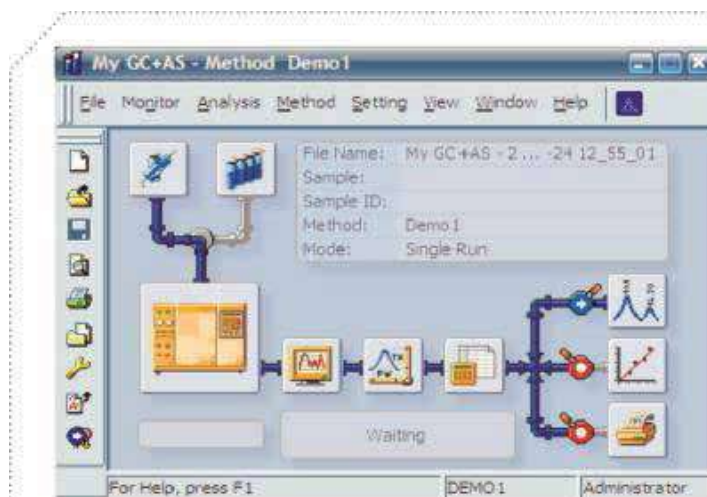 My GC+AS - Method Demo1
File Monitor Analysis Method Setting View Window Help
File Name: My GC+AS - 2 ... -24 12_55_01
Sample:
Sample ID:
Method: Demo1
Mode: Single Run
Waiting
For Help, press F1 DEMO1 Administrator